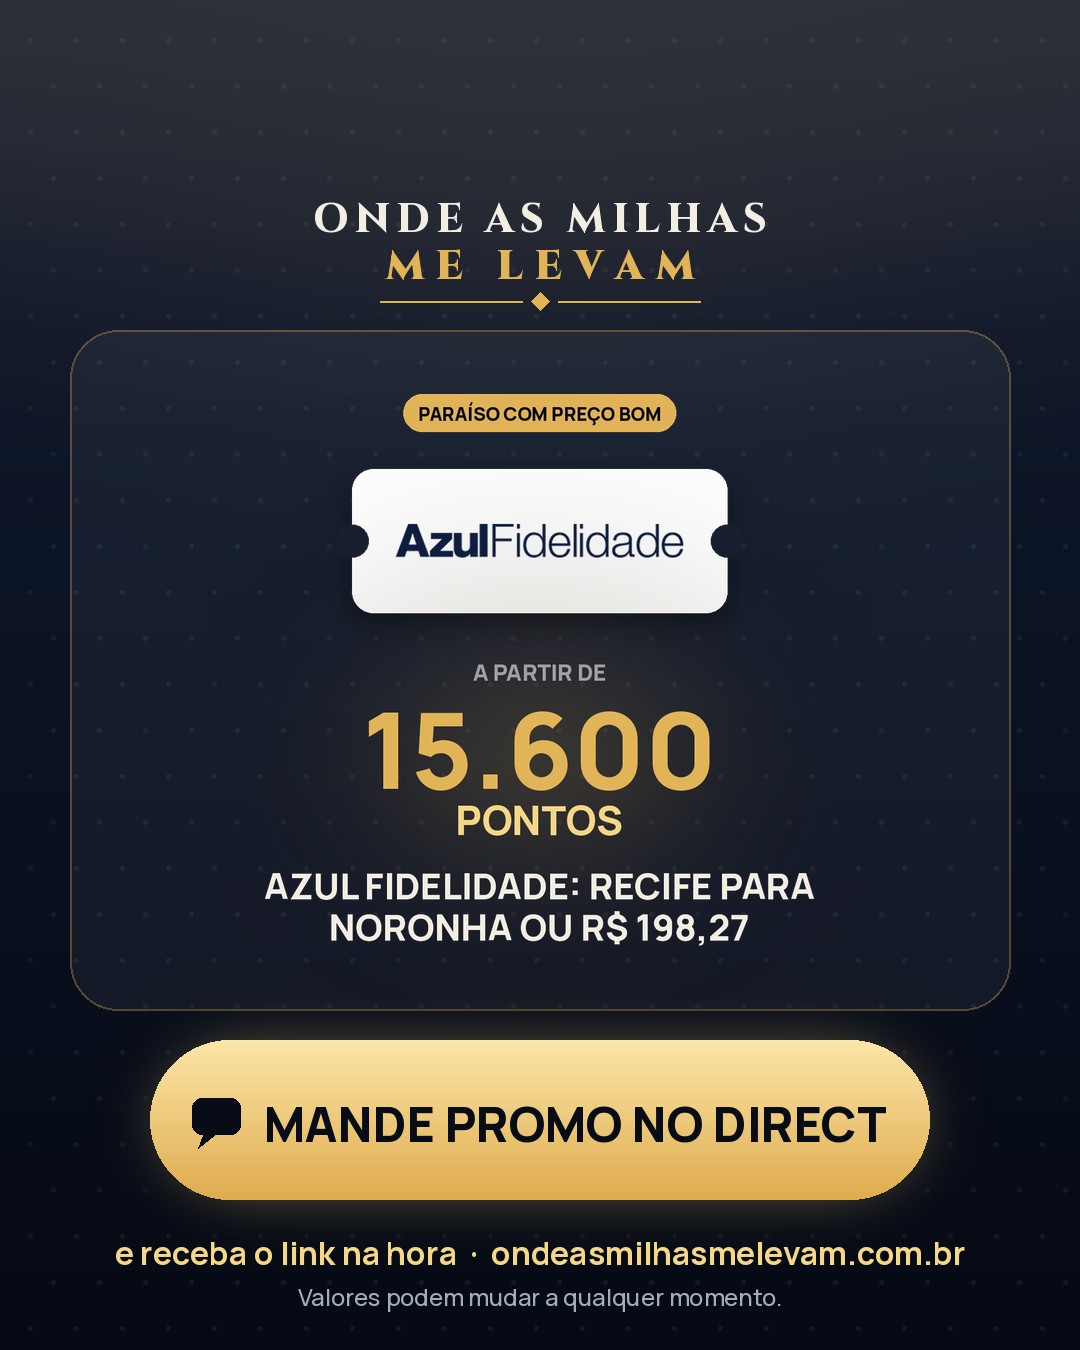 ONDE AS MILHAS
ME LEVAM
PARAÍSO COM PREÇO BOM
AzulFidelidade
A PARTIR DE
15.600
PONTOS
AZUL FIDELIDADE: RECIFE PARA
NORONHA OU R$ 198,27
MANDE PROMO NO DIRECT
e receba o link na hora · ondeasmilhasmelevam.com.br
Valores podem mudar a qualquer momento.